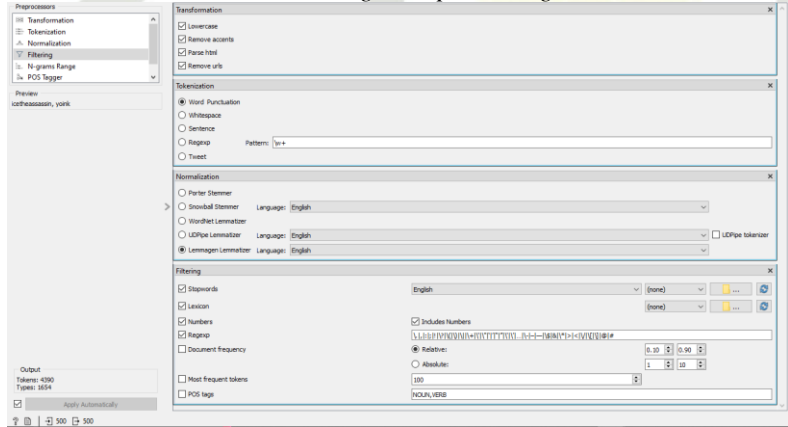 Preprocessors
Transformation
Tokenization
Normalization
Filtering
N-grams Range
POS Tagger
Preview
icetheassassin, yoink
Output
Tokens: 4390
Types: 1654
Apply Automatically
500 500
Transformation
Lowercase
Remove accents
Parse html
Remove urls
Tokenization
Word Punctuation
Whitespace
Sentence
Regexp Pattern: \w+
Tweet
Normalization
Porter Stemmer
Snowball Stemmer Language: English
WordNet Lemmatizer
UDPipe Lemmatizer Language: English UDPipe tokenizer
Lemmagen Lemmatizer Language: English
Filtering
Stopwords English (none) ...
Lexicon (none) ...
Numbers Includes Numbers
Regexp
Document frequency Relative: 0.10 0.90
Absolute: 1 10
Most frequent tokens 100
POS tags NOUN,VERB